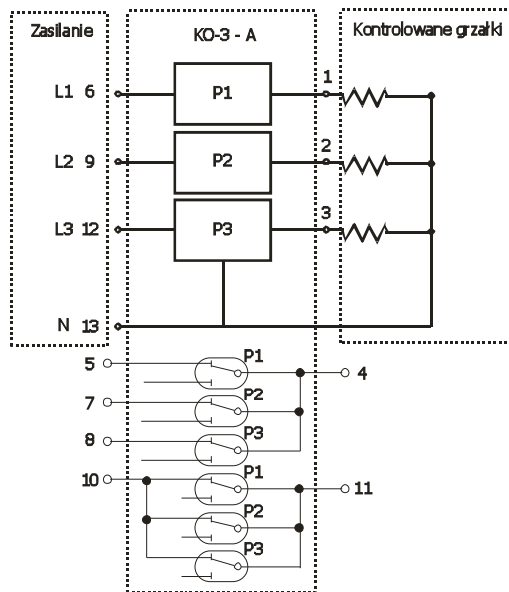 Zasilanie
KO-3 - A
Kontrolowane grzałki
L1 6
P1
1
L2 9
P2
2
L3 12
P3
3
N 13
5
P1
4
7
P2
8
P3
10
P1
11
P2
P3